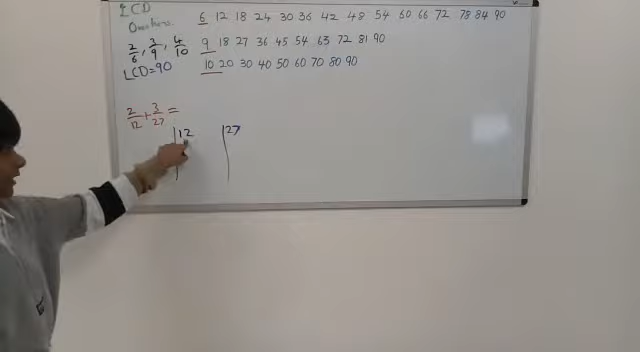 LCD
Questions
6 12 18 24 30 36 42 48 54 60 66 72 78 84 90
2/6, 3/9, 4/10
9 18 27 36 45 54 63 72 81 90
LCD=90
10 20 30 40 50 60 70 80 90
2/12 + 3/27 =
12 27